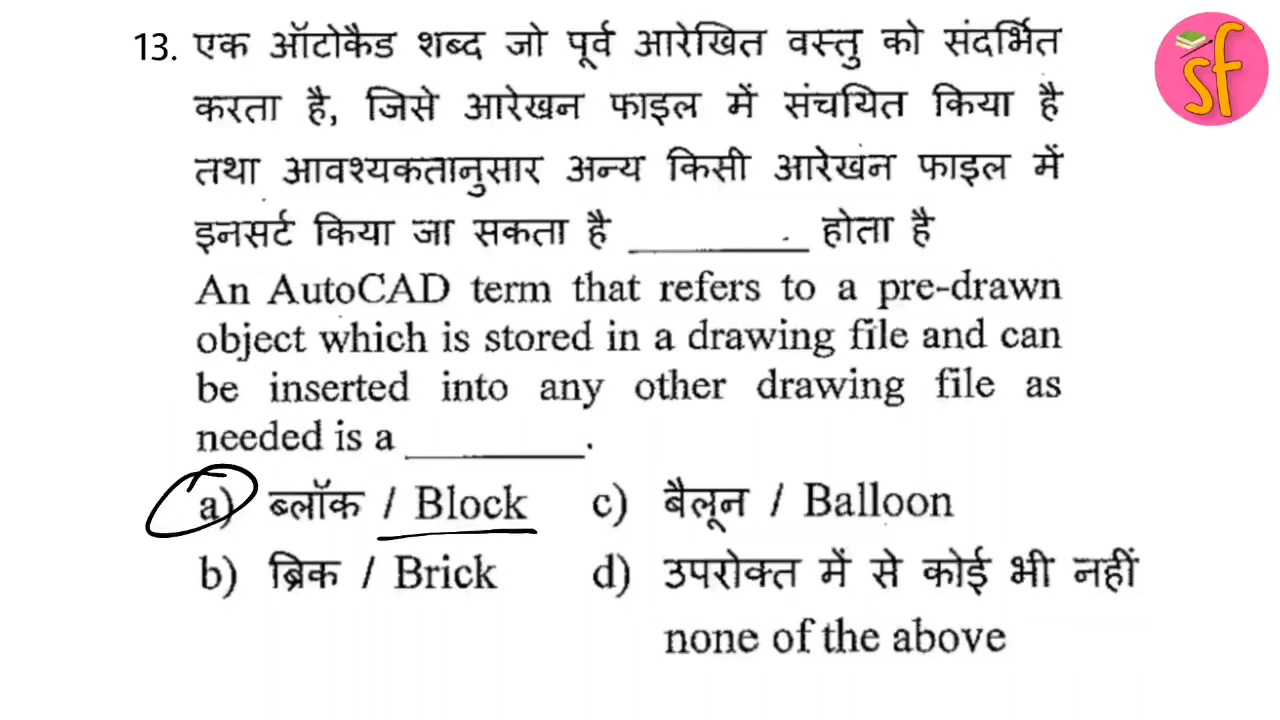 sf
13. एक ऑटोकैड शब्द जो पूर्व आरेखित वस्तु को संदर्भित
करता है, जिसे आरेखन फाइल में संचयित किया है
तथा आवश्यकतानुसार अन्य किसी आरेखन फाइल में
इनसर्ट किया जा सकता है ________ होता है
An AutoCAD term that refers to a pre-drawn
object which is stored in a drawing file and can
be inserted into any other drawing file as
needed is a ________.
a) ब्लॉक / Block c) बैलून / Balloon
b) ब्रिक / Brick d) उपरोक्त में से कोई भी नहीं
none of the above